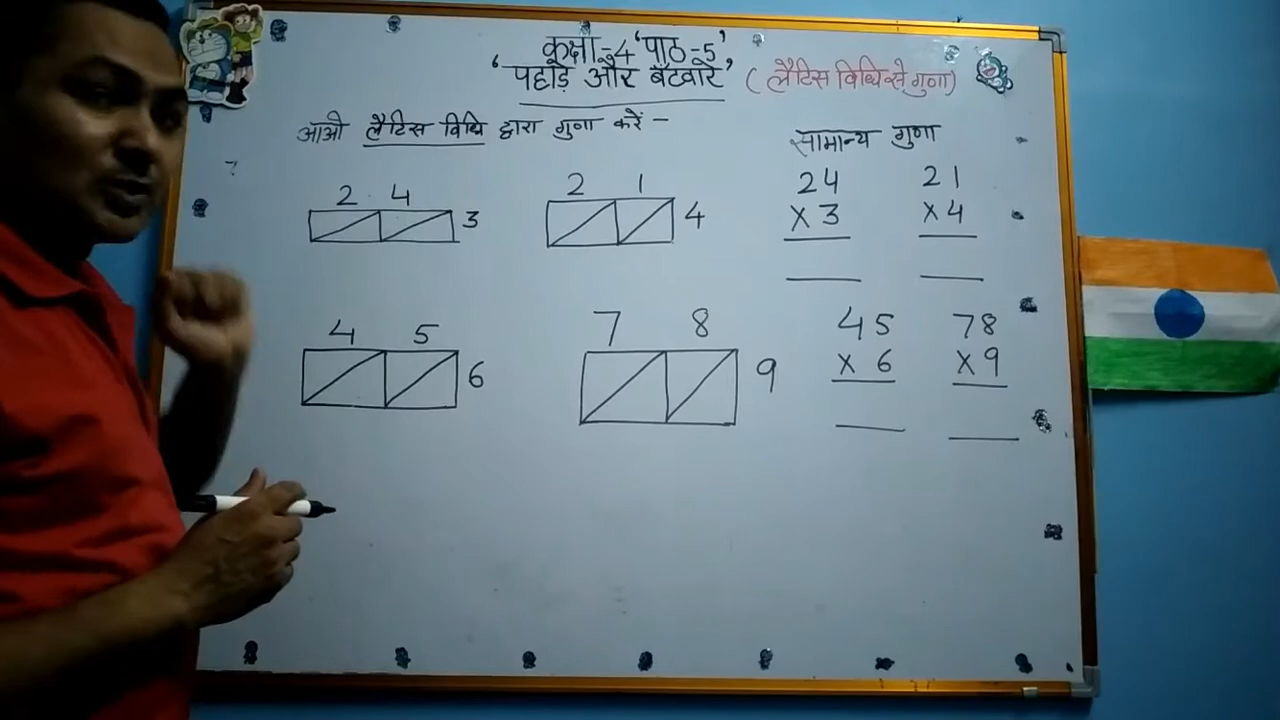 कक्षा-4 'पाठ-5'
'पहाड़े और बँटवारे' (लैटिस विधि से गुणा)
आओ लैटिस विधि द्वारा गुणा करें -
सामान्य गुणा
2 4
3
2 1
4
24
X 3
21
X 4
4 5
6
7 8
9
45
X 6
78
X 9